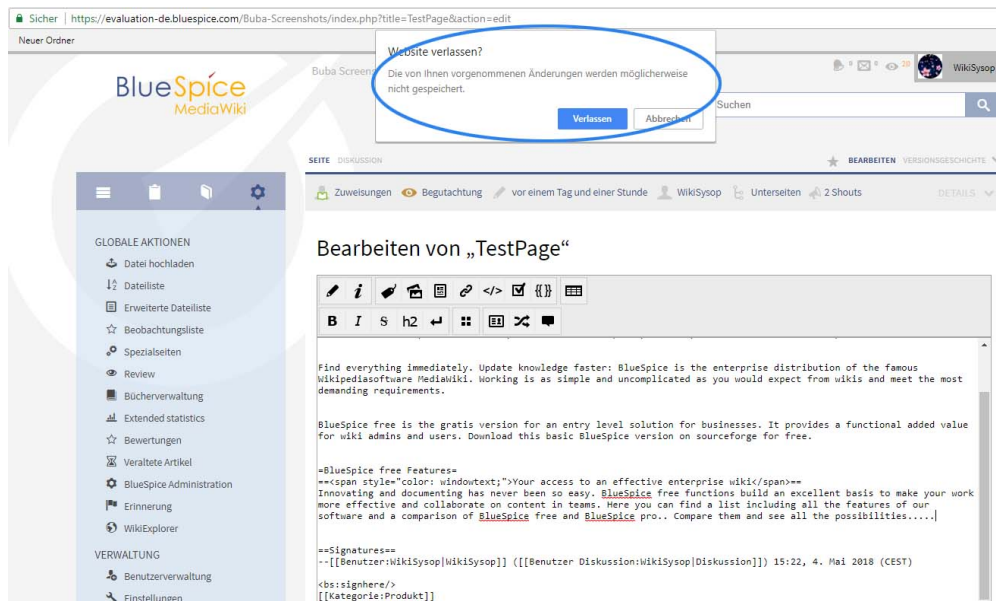 Sicher | https://evaluation-de.bluespice.com/Buba-Screenshots/index.php?title=TestPage&action=edit
Neuer Ordner
Website verlassen?
Die von Ihnen vorgenommenen Änderungen werden möglicherweise
nicht gespeichert.
Verlassen Abbrechen
BlueSpice
MediaWiki
Buba Screen
WikiSysop
Suchen
SEITE DISKUSSION
BEARBEITEN VERSIONSGESCHICHTE
Zuweisungen Begutachtung vor einem Tag und einer Stunde WikiSysop Unterseiten 2 Shouts DETAILS
GLOBALE AKTIONEN
Datei hochladen
Dateiliste
Erweiterte Dateiliste
Beobachtungsliste
Spezialseiten
Review
Bücherverwaltung
Extended statistics
Bewertungen
Veraltete Artikel
BlueSpice Administration
Erinnerung
WikiExplorer
VERWALTUNG
Benutzerverwaltung
Einstellungen
Bearbeiten von „TestPage“
B I S h2
Find everything immediately. Update knowledge faster: BlueSpice is the enterprise distribution of the famous
Wikipediasoftware MediaWiki. Working is as simple and uncomplicated as you would expect from wikis and meet the most
demanding requirements.
BlueSpice free is the gratis version for an entry level solution for businesses. It provides a functional added value
for wiki admins and users. Download this basic BlueSpice version on sourceforge for free.
=BlueSpice free Features=
==<span style="color: windowtext;">Your access to an effective enterprise wiki</span>==
Innovating and documenting has never been so easy. BlueSpice free functions build an excellent basis to make your work
more effective and collaborate on content in teams. Here you can find a list including all the features of our
software and a comparison of BlueSpice free and BlueSpice pro.. Compare them and see all the possibilities.....
==Signatures==
--[[Benutzer:WikiSysop|WikiSysop]] ([[Benutzer Diskussion:WikiSysop|Diskussion]]) 15:22, 4. Mai 2018 (CEST)
<bs:signhere/>
[[Kategorie:Produkt]]